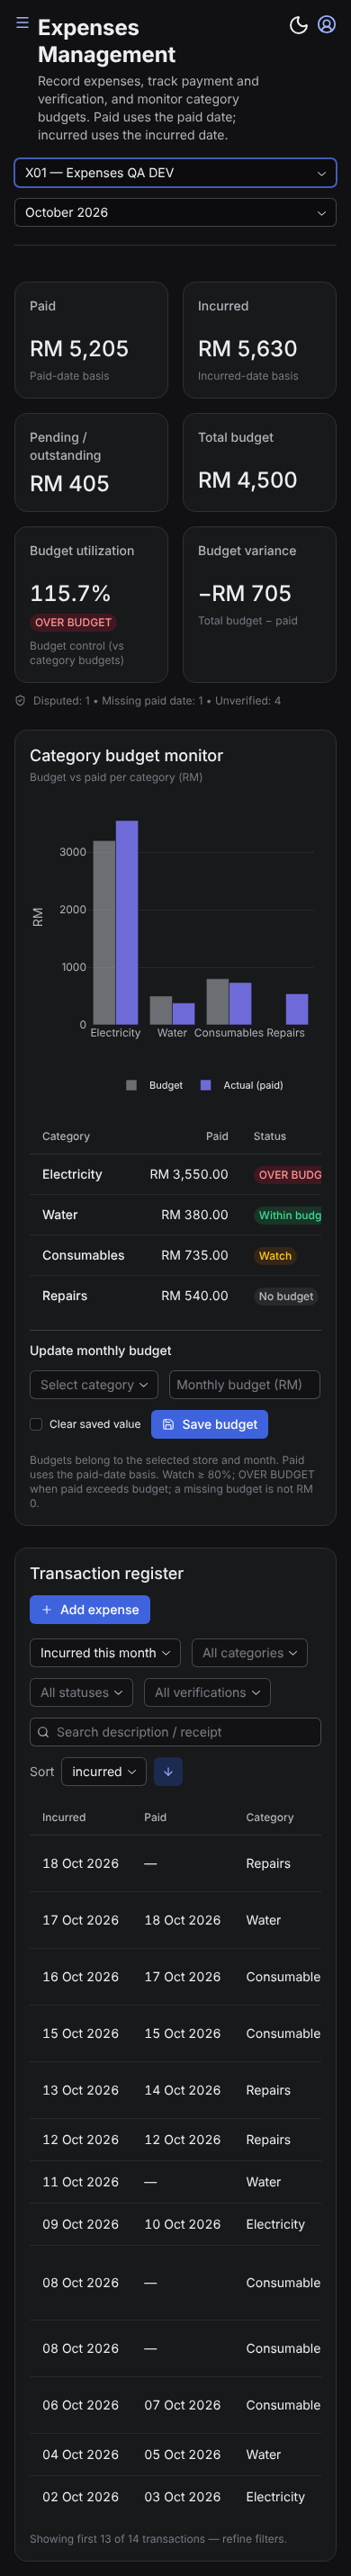 Expenses
Management
Record expenses, track payment and
verification, and monitor category
budgets. Paid uses the paid date;
incurred uses the incurred date.
X01 — Expenses QA DEV
October 2026
Paid
RM 5,205
Paid-date basis
Incurred
RM 5,630
Incurred-date basis
Pending /
outstanding
RM 405
Total budget
RM 4,500
Budget utilization
115.7%
OVER BUDGET
Budget control (vs
category budgets)
Budget variance
−RM 705
Total budget − paid
Disputed: 1 • Missing paid date: 1 • Unverified: 4
Category budget monitor
Budget vs paid per category (RM)
RM
3000
2000
1000
0
Electricity Water Consumables Repairs
Budget Actual (paid)
Category Paid Status
Electricity RM 3,550.00 OVER BUDG
Water RM 380.00 Within budg
Consumables RM 735.00 Watch
Repairs RM 540.00 No budget
Update monthly budget
Select category Monthly budget (RM)
Clear saved value Save budget
Budgets belong to the selected store and month. Paid
uses the paid-date basis. Watch ≥ 80%; OVER BUDGET
when paid exceeds budget; a missing budget is not RM
0.
Transaction register
+ Add expense
Incurred this month All categories
All statuses All verifications
Search description / receipt
Sort incurred ↓
Incurred Paid Category
18 Oct 2026 — Repairs
17 Oct 2026 18 Oct 2026 Water
16 Oct 2026 17 Oct 2026 Consumable
15 Oct 2026 15 Oct 2026 Consumable
13 Oct 2026 14 Oct 2026 Repairs
12 Oct 2026 12 Oct 2026 Repairs
11 Oct 2026 — Water
09 Oct 2026 10 Oct 2026 Electricity
08 Oct 2026 — Consumable
08 Oct 2026 — Consumable
06 Oct 2026 07 Oct 2026 Consumable
04 Oct 2026 05 Oct 2026 Water
02 Oct 2026 03 Oct 2026 Electricity
Showing first 13 of 14 transactions — refine filters.